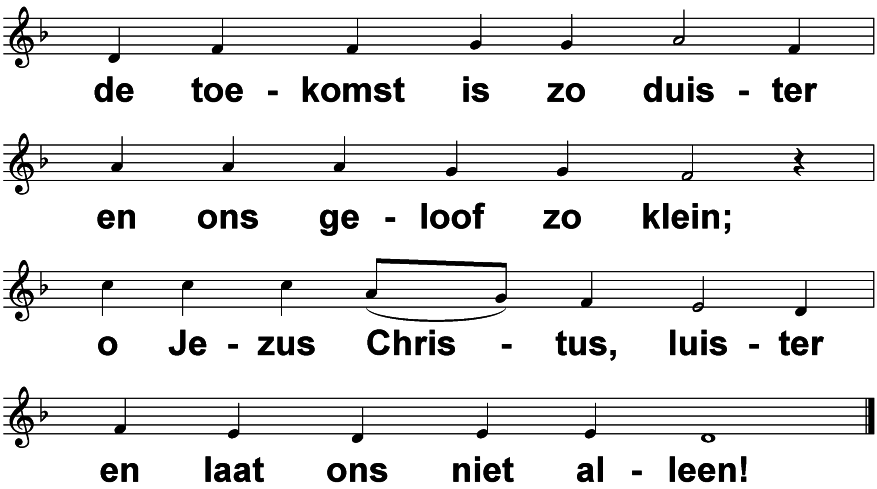 de toe - komst is zo duis - ter
en ons ge - loof zo klein;
o Je - zus Chris - tus, luis - ter
en laat ons niet al - leen!